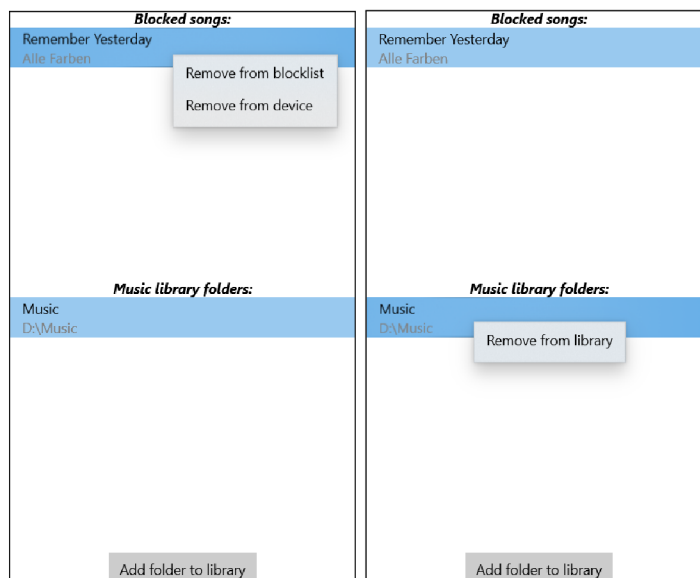 Blocked songs:
Remember Yesterday
Alle Farben
Remove from blocklist
Remove from device
Music library folders:
Music
D:\Music
Add folder to library
Blocked songs:
Remember Yesterday
Alle Farben
Music library folders:
Music
D:\Music
Remove from library
Add folder to library